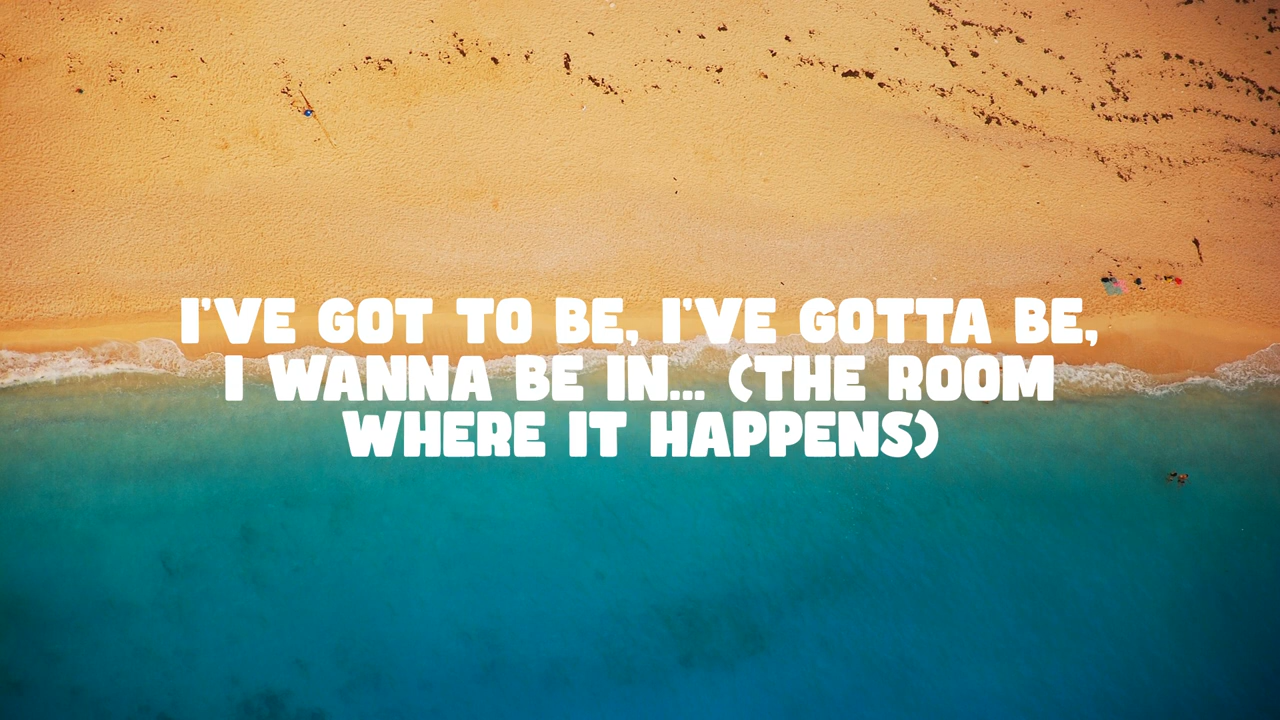 I'VE GOT TO BE, I'VE GOTTA BE,
I WANNA BE IN... (THE ROOM
WHERE IT HAPPENS)